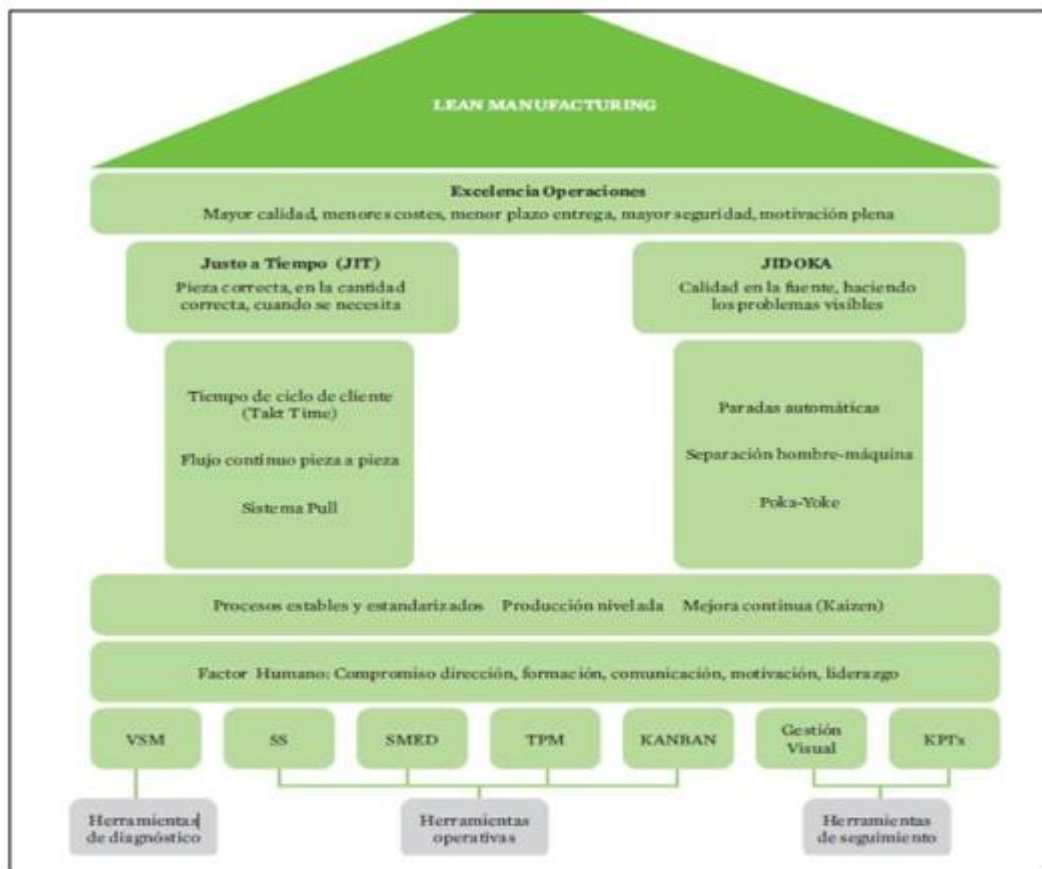 LEAN MANUFACTURING
Excelencia Operaciones
Mayor calidad, menores costes, menor plazo entrega, mayor seguridad, motivación plena
Justo a Tiempo (JIT)
Pieza correcta, en la cantidad
correcta, cuando se necesita
JIDOKA
Calidad en la fuente, haciendo
los problemas visibles
Tiempo de ciclo de cliente
(Takt Time)
Flujo continuo pieza a pieza
Sistema Pull
Paradas automáticas
Separación hombre-máquina
Poka-Yoke
Procesos estables y estandarizados Producción nivelada Mejora continua (Kaizen)
Factor Humano: Compromiso dirección, formación, comunicación, motivación, liderazgo
VSM
SS
SMED
TPM
KANBAN
Gestión
Visual
KPI's
Herramientas
de diagnóstico
Herramientas
operativas
Herramientas
de seguimiento